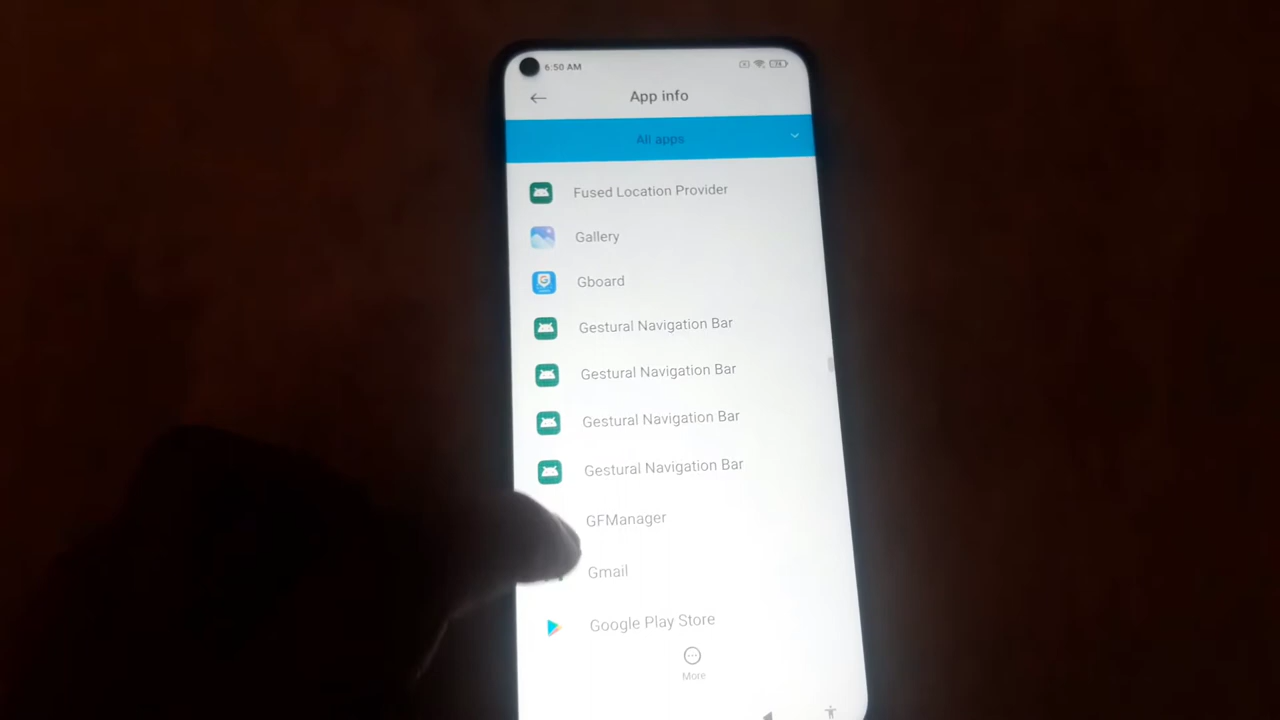 6:50 AM
App info
All apps
Fused Location Provider
Gallery
Gboard
Gestural Navigation Bar
Gestural Navigation Bar
Gestural Navigation Bar
Gestural Navigation Bar
GFManager
Gmail
Google Play Store
More